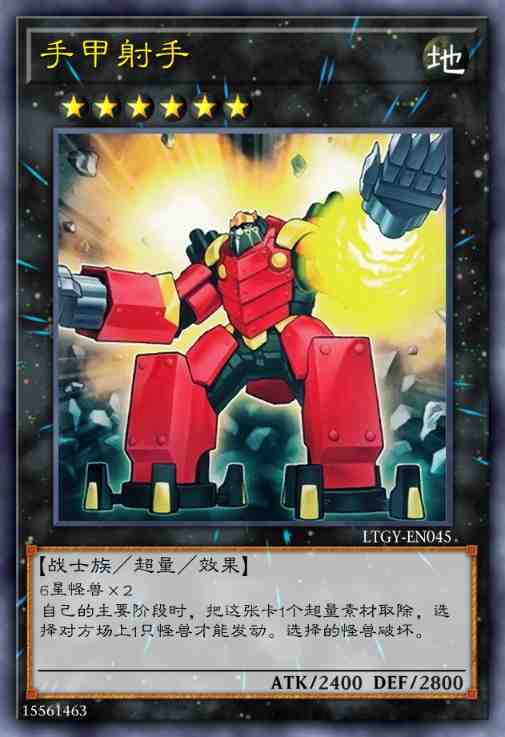 手甲射手
地
LTGY-EN045
【战士族／超量／效果】
6星怪兽×2
自己的主要阶段时，把这张卡1个超量素材取除，选
择对方场上1只怪兽才能发动。选择的怪兽破坏。
ATK/2400 DEF/2800
15561463